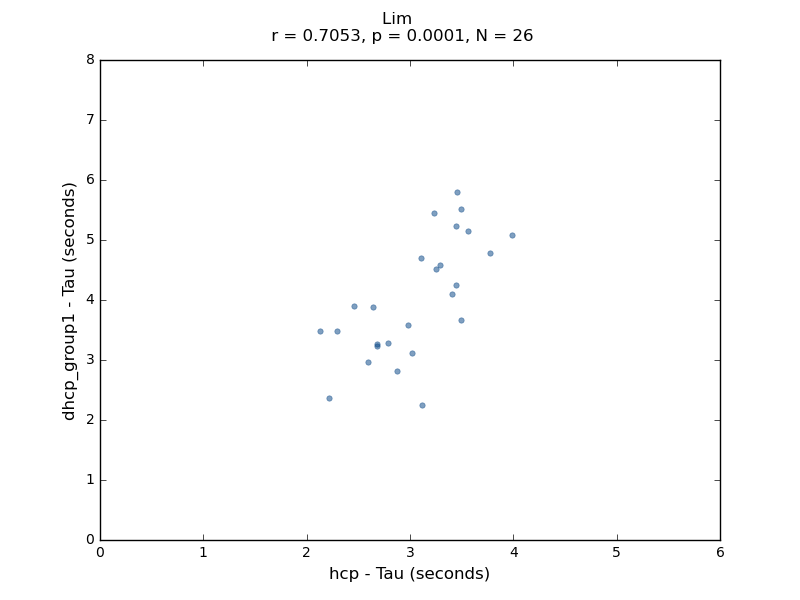 Lim
r = 0.7053, p = 0.0001, N = 26
8
7
6
5
4
3
2
1
0
dhcp_group1 - Tau (seconds)
0 1 2 3 4 5 6
hcp - Tau (seconds)